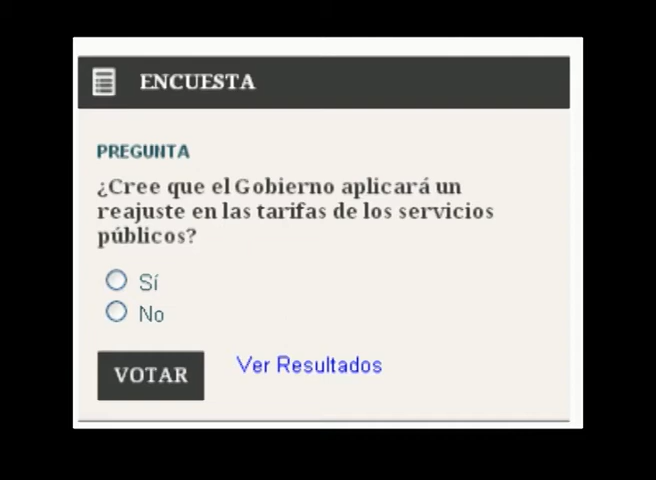 ENCUESTA
PREGUNTA
¿Cree que el Gobierno aplicará un
reajuste en las tarifas de los servicios
públicos?
Sí
No
VOTAR
Ver Resultados